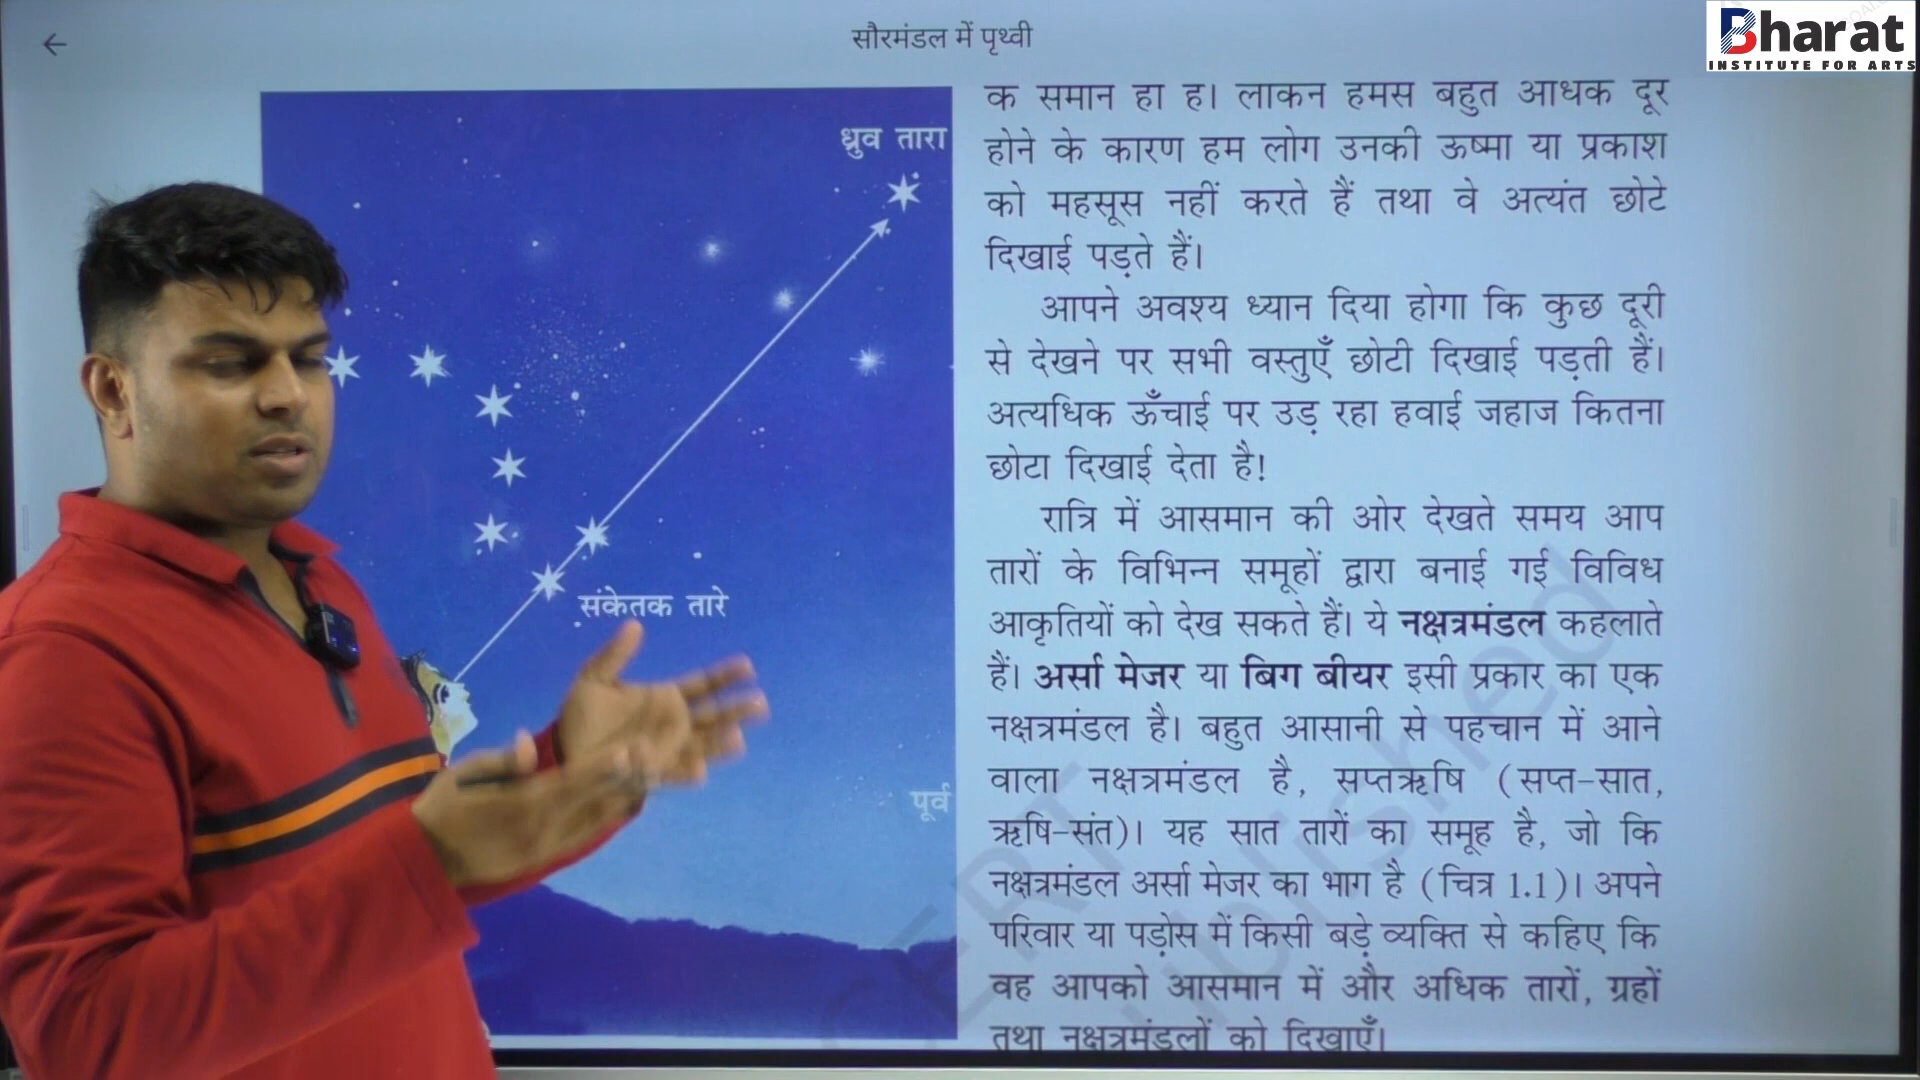 सौरमंडल में पृथ्वी
Bharat
INSTITUTE FOR ARTS
ध्रुव तारा
संकेतक तारे
पूर्व
क समान हा ह। लाकन हमस बहुत आधक दूर
होने के कारण हम लोग उनकी ऊष्मा या प्रकाश
को महसूस नहीं करते हैं तथा वे अत्यंत छोटे
दिखाई पड़ते हैं।
आपने अवश्य ध्यान दिया होगा कि कुछ दूरी
से देखने पर सभी वस्तुएँ छोटी दिखाई पड़ती हैं।
अत्यधिक ऊँचाई पर उड़ रहा हवाई जहाज कितना
छोटा दिखाई देता है!
रात्रि में आसमान की ओर देखते समय आप
तारों के विभिन्न समूहों द्वारा बनाई गई विविध
आकृतियों को देख सकते हैं। ये नक्षत्रमंडल कहलाते
हैं। अर्सा मेजर या बिग बीयर इसी प्रकार का एक
नक्षत्रमंडल है। बहुत आसानी से पहचान में आने
वाला नक्षत्रमंडल है, सप्तऋषि (सप्त-सात,
ऋषि-संत)। यह सात तारों का समूह है, जो कि
नक्षत्रमंडल अर्सा मेजर का भाग है (चित्र 1.1)। अपने
परिवार या पड़ोस में किसी बड़े व्यक्ति से कहिए कि
वह आपको आसमान में और अधिक तारों, ग्रहों
तथा नक्षत्रमंडलों को दिखाएँ।